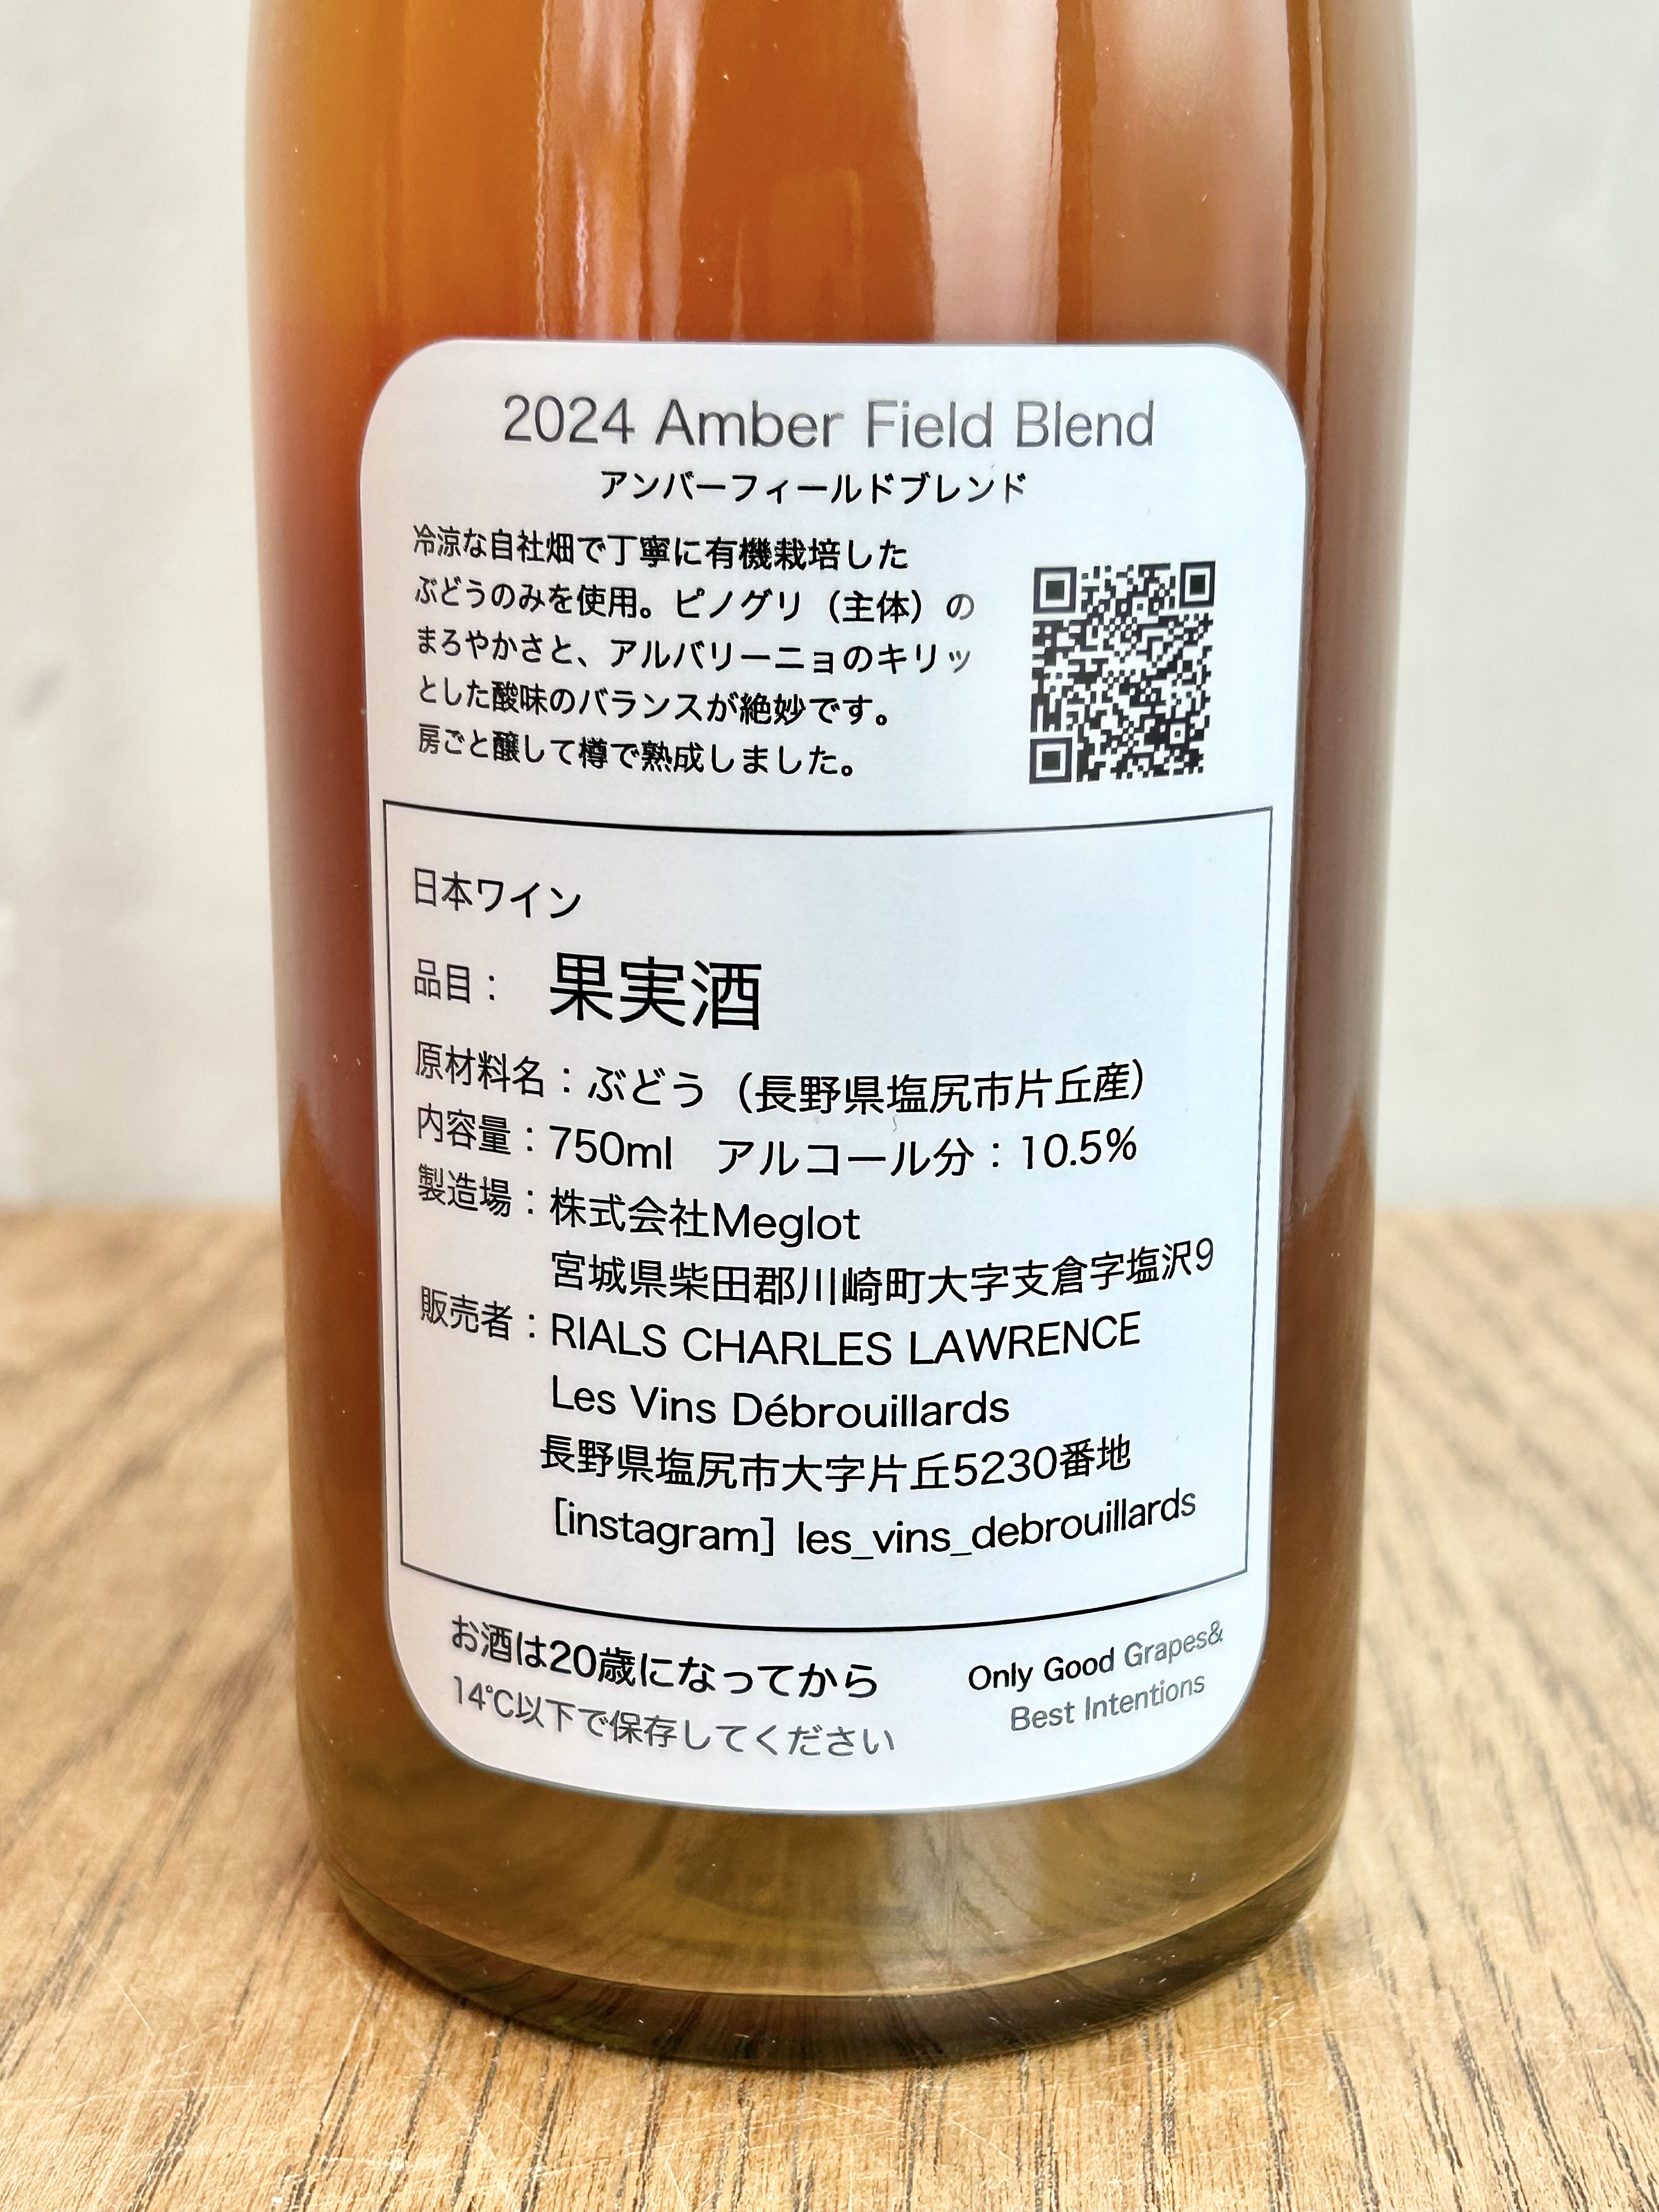 2024 Amber Field Blend
アンバーフィールドブレンド
冷涼な自社畑で丁寧に有機栽培した
ぶどうのみを使用。ピノグリ（主体）の
まろやかさと、アルバリーニョのキリッ
とした酸味のバランスが絶妙です。
房ごと醸して樽で熟成しました。
日本ワイン
品目： 果実酒
原材料名：ぶどう（長野県塩尻市片丘産）
内容量：750ml アルコール分：10.5%
製造場：株式会社Meglot
宮城県柴田郡川崎町大字支倉字塩沢9
販売者：RIALS CHARLES LAWRENCE
Les Vins Débrouillards
長野県塩尻市大字片丘5230番地
［instagram］les_vins_debrouillards
お酒は20歳になってから
14℃以下で保存してください
Only Good Grapes&
Best Intentions